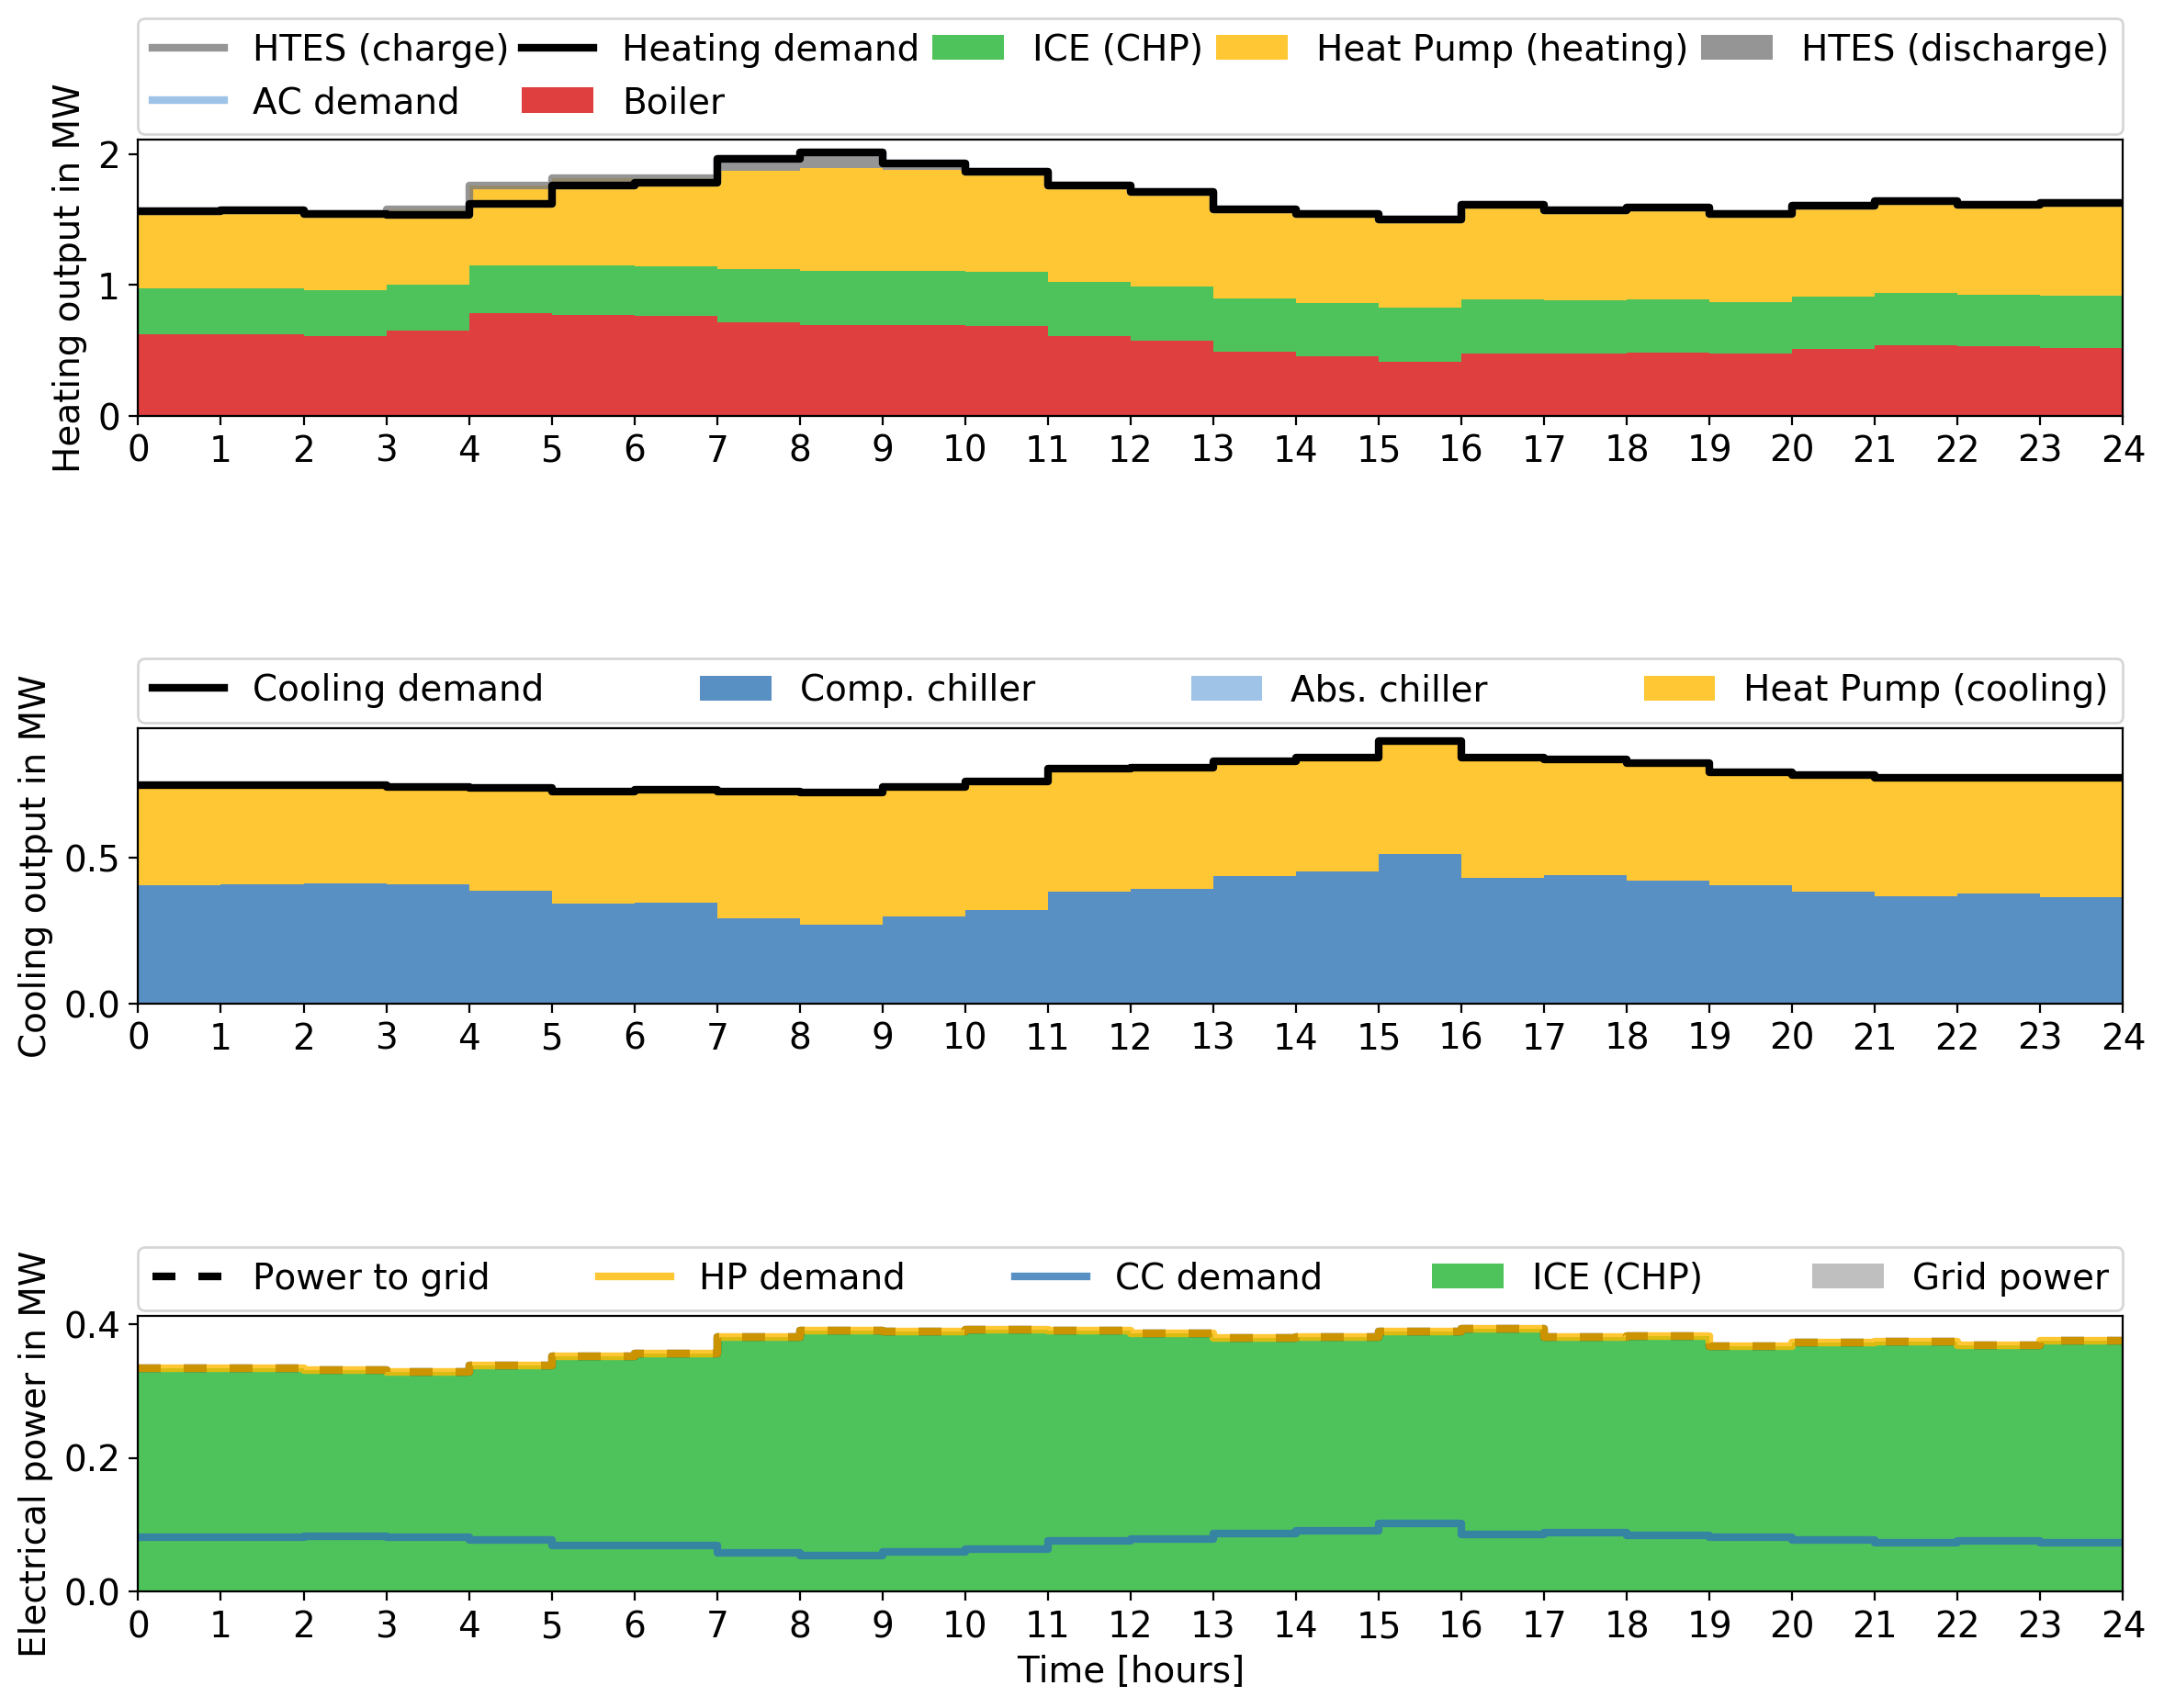 HTES (charge) Heating demand ICE (CHP) Heat Pump (heating) HTES (discharge)
AC demand Boiler
Heating output in MW
2
1
0
0 1 2 3 4 5 6 7 8 9 10 11 12 13 14 15 16 17 18 19 20 21 22 23 24
Cooling demand Comp. chiller Abs. chiller Heat Pump (cooling)
Cooling output in MW
0.5
0.0
0 1 2 3 4 5 6 7 8 9 10 11 12 13 14 15 16 17 18 19 20 21 22 23 24
Power to grid HP demand CC demand ICE (CHP) Grid power
Electrical power in MW
0.4
0.2
0.0
0 1 2 3 4 5 6 7 8 9 10 11 12 13 14 15 16 17 18 19 20 21 22 23 24
Time [hours]